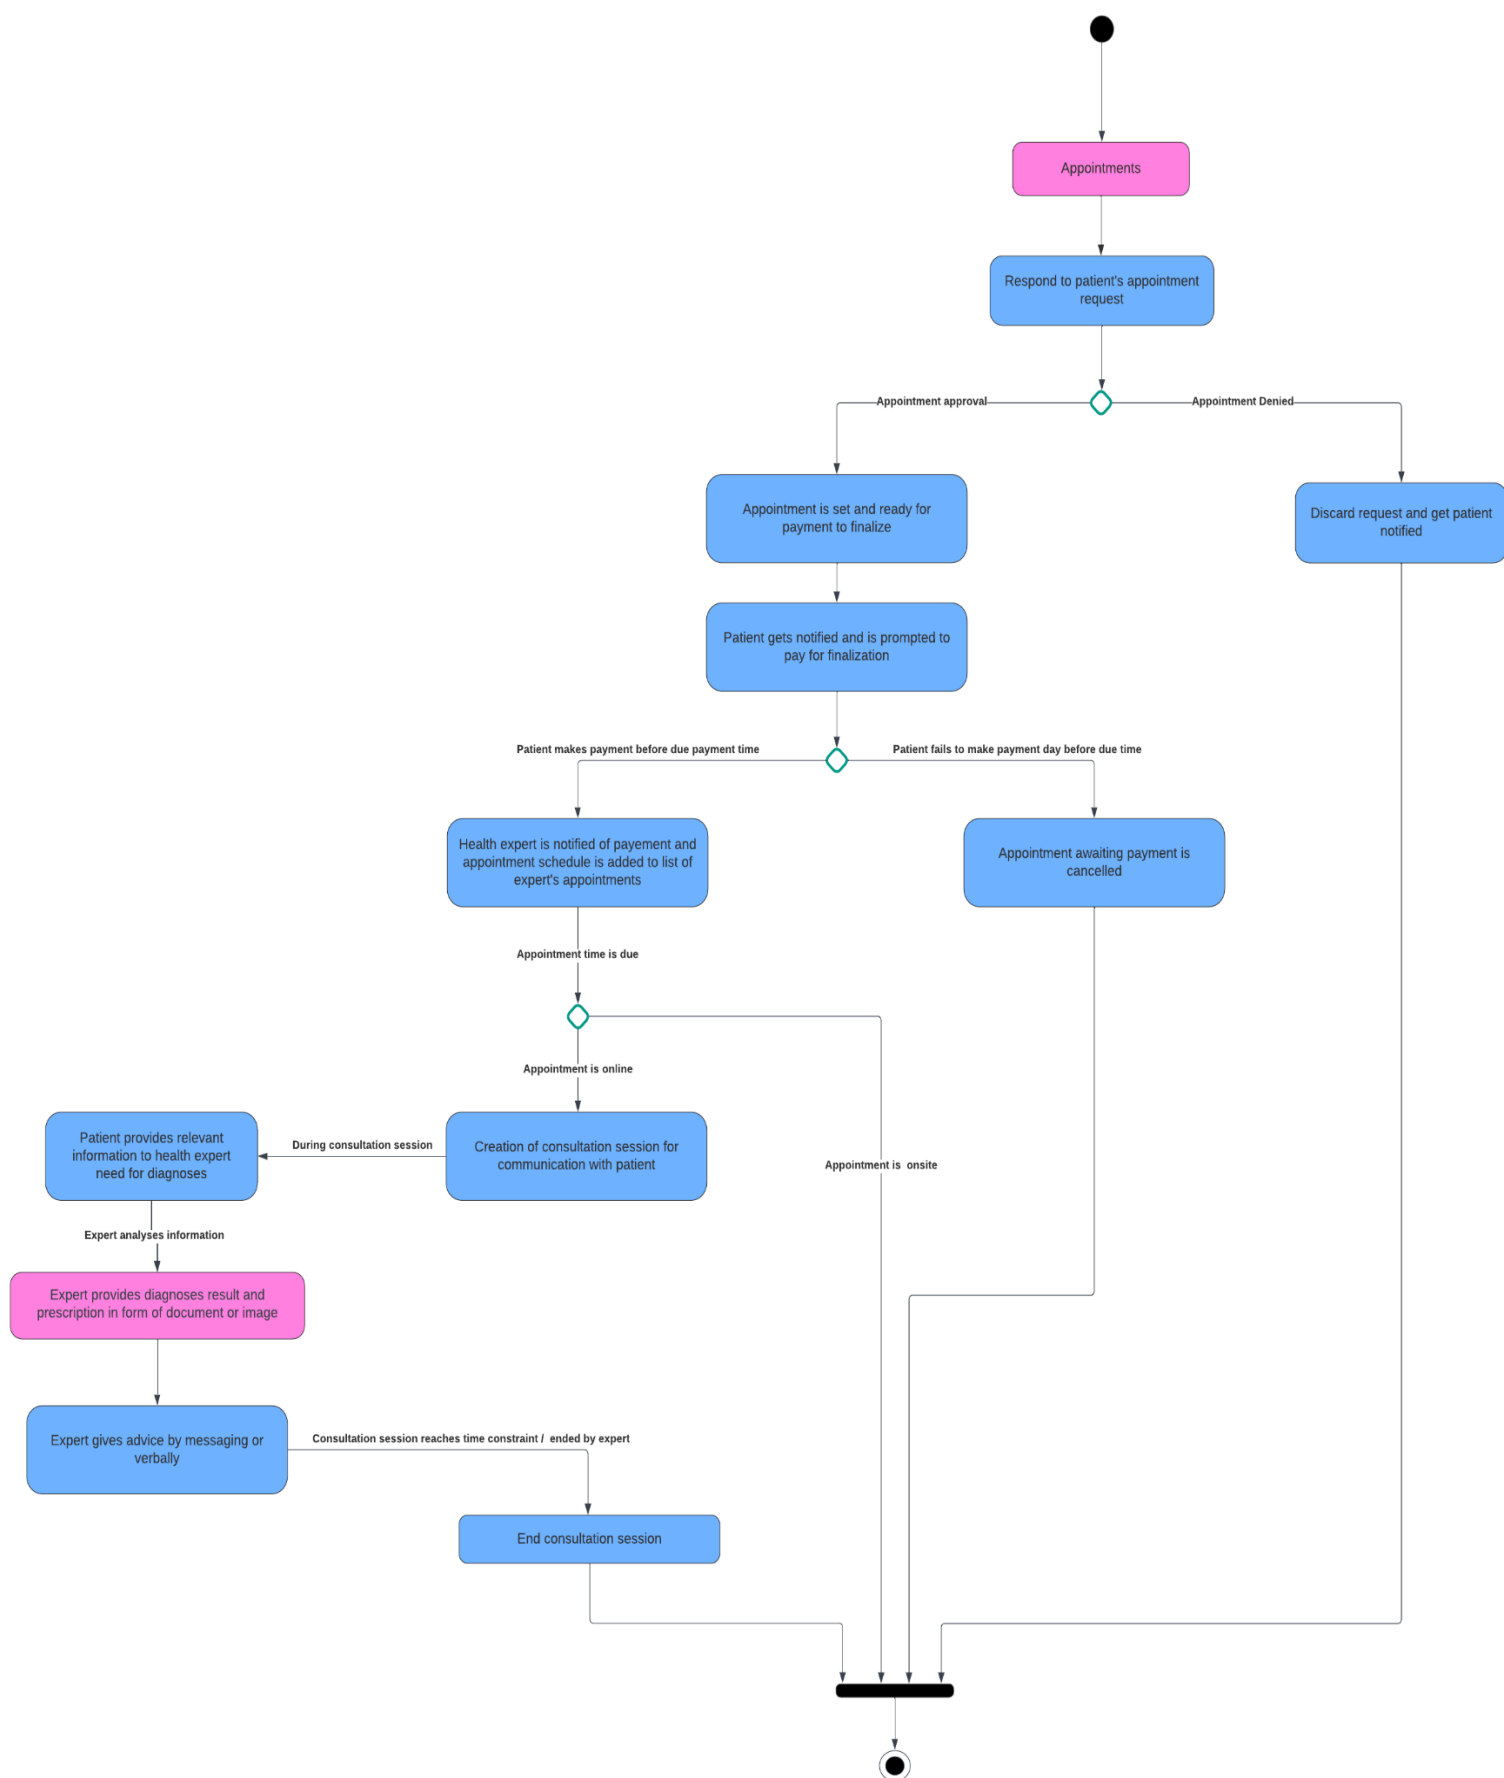 Appointments
Respond to patient's appointment
request
Appointment approval
Appointment Denied
Appointment is set and ready for
payment to finalize
Discard request and get patient
notified
Patient gets notified and is prompted to
pay for finalization
Patient makes payment before due payment time
Patient fails to make payment day before due time
Health expert is notified of payement and
appointment schedule is added to list of
expert's appointments
Appointment awaiting payment is
cancelled
Appointment time is due
Appointment is online
Patient provides relevant
information to health expert
need for diagnoses
During consultation session
Creation of consultation session for
communication with patient
Appointment is  onsite
Expert analyses information
Expert provides diagnoses result and
prescription in form of document or image
Expert gives advice by messaging or
verbally
Consultation session reaches time constraint /  ended by expert
End consultation session